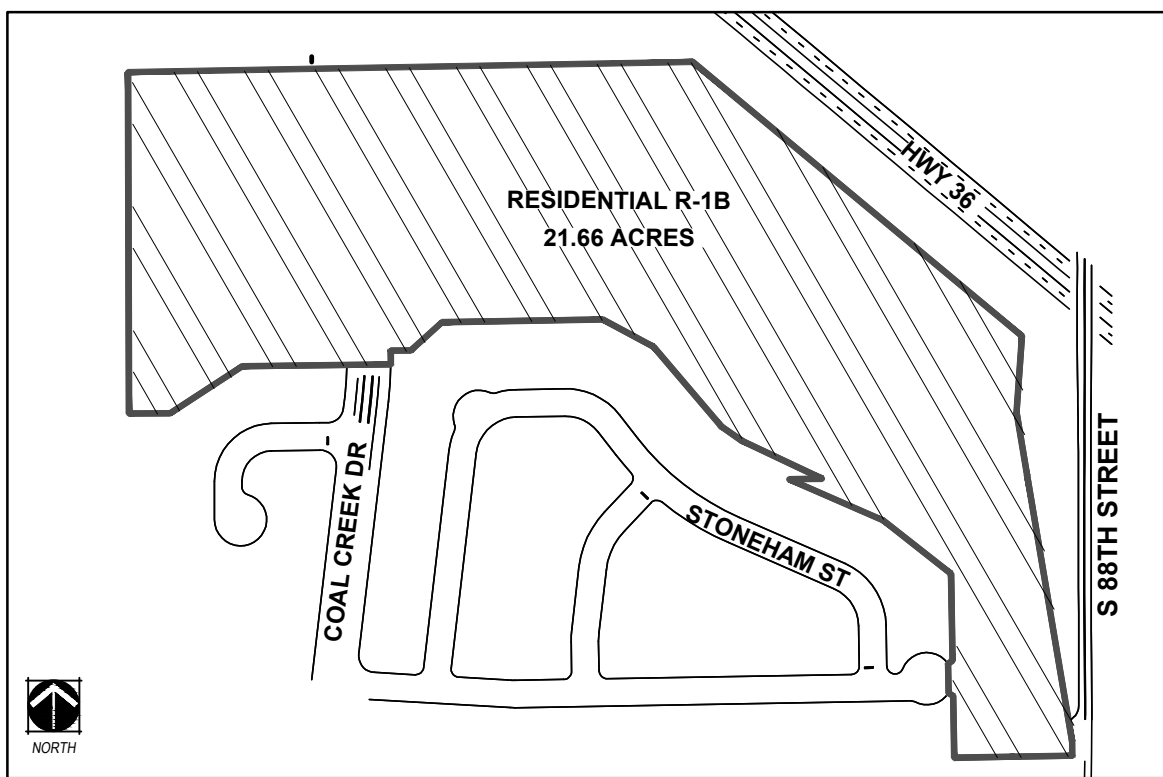 HWY 36
RESIDENTIAL R-1B
21.66 ACRES
COAL CREEK DR
STONEHAM ST
S 88TH STREET
NORTH